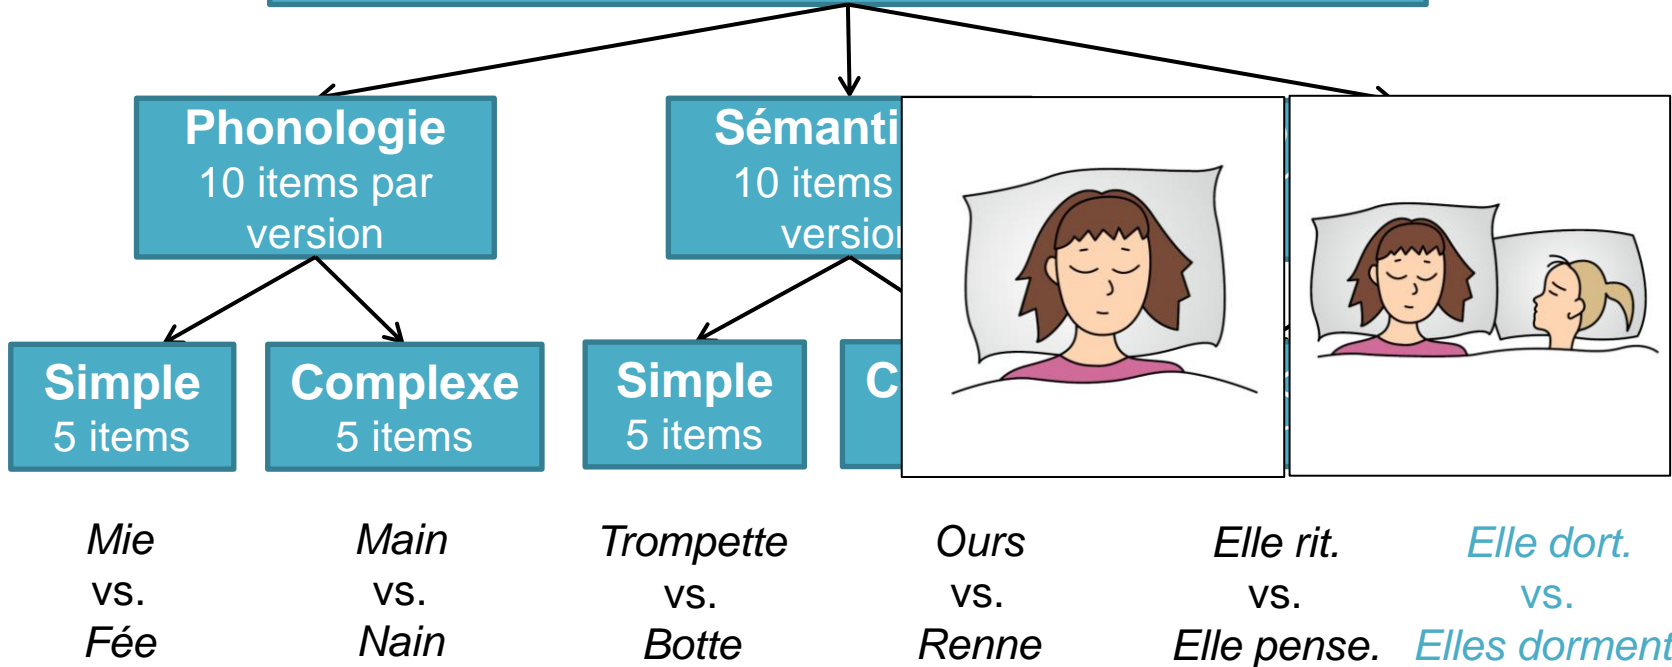 Phonologie
10 items par
version
Sémanti
10 items
version
Simple
5 items
Complexe
5 items
Simple
5 items
C
Mie
vs.
Fée
Main
vs.
Nain
Trompette
vs.
Botte
Ours
vs.
Renne
Elle rit.
vs.
Elle pense.
Elle dort.
vs.
Elles dorment